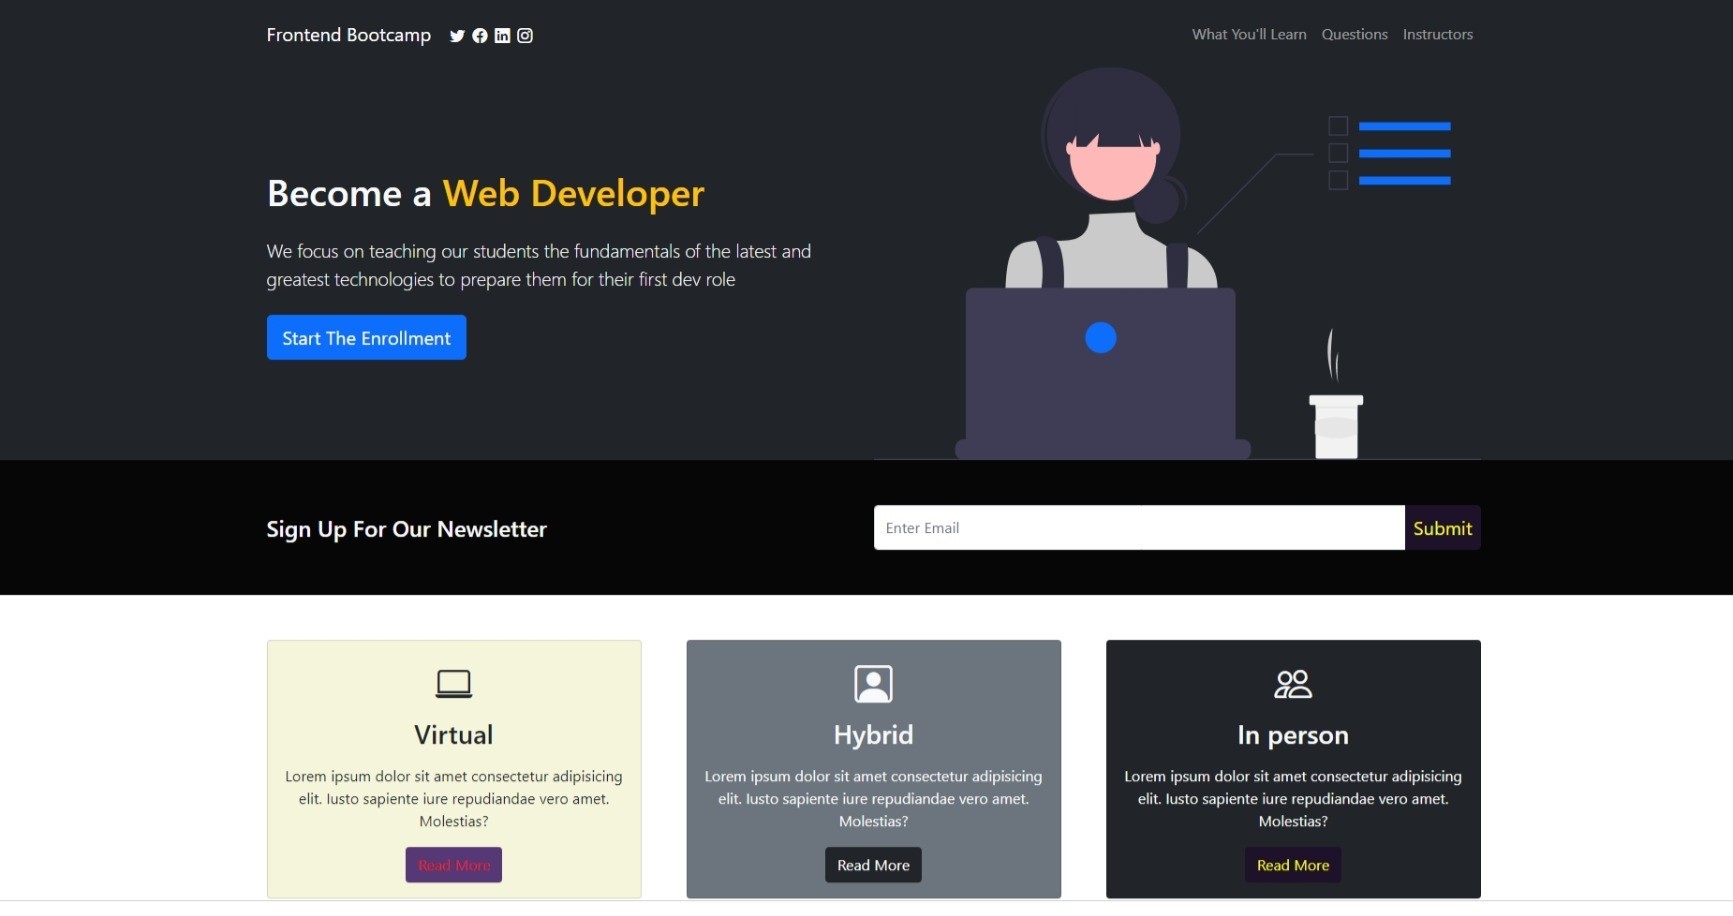 Frontend Bootcamp
What You'll Learn Questions Instructors
Become a Web Developer
We focus on teaching our students the fundamentals of the latest and
greatest technologies to prepare them for their first dev role
Start The Enrollment
Sign Up For Our Newsletter
Enter Email
Submit
Virtual
Lorem ipsum dolor sit amet consectetur adipisicing
elit. Iusto sapiente iure repudiandae vero amet.
Molestias?
Read More
Hybrid
Lorem ipsum dolor sit amet consectetur adipisicing
elit. Iusto sapiente iure repudiandae vero amet.
Molestias?
Read More
In person
Lorem ipsum dolor sit amet consectetur adipisicing
elit. Iusto sapiente iure repudiandae vero amet.
Molestias?
Read More